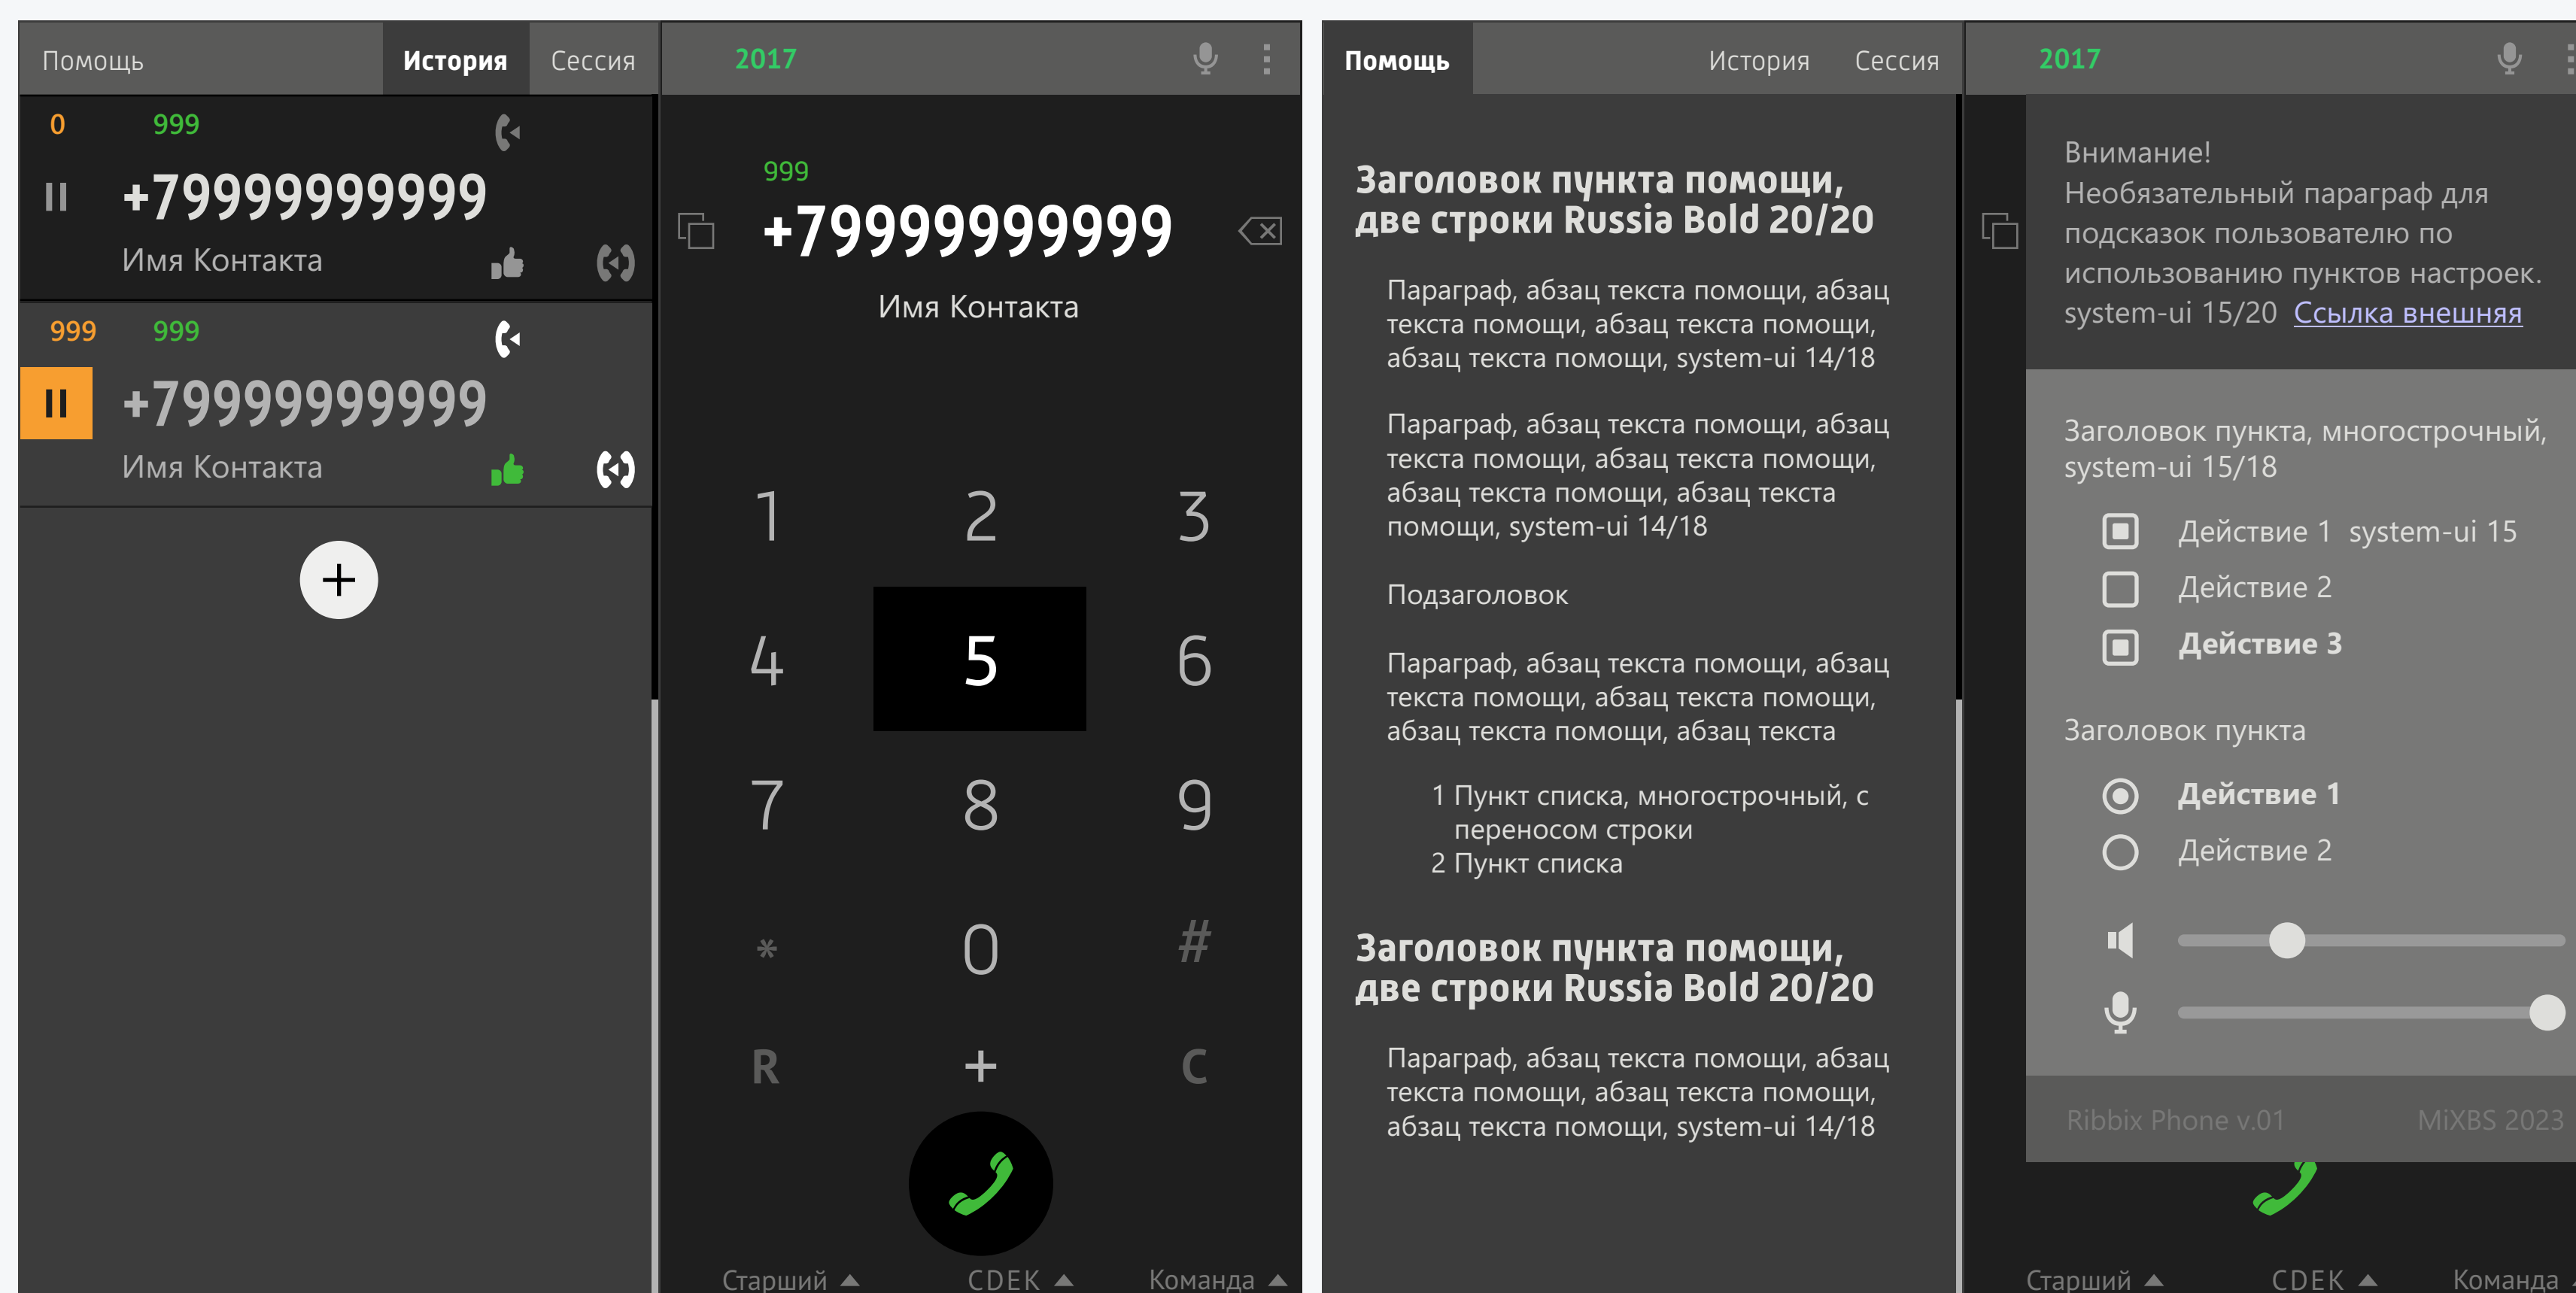 Помощь
История
Сессия
0
999
+79999999999
Имя Контакта
999
999
+79999999999
Имя Контакта
+
2017
999
+79999999999
Имя Контакта
1 2 3
4 5 6
7 8 9
* 0 #
R + C
Старший
CDEK
Команда
Помощь
История
Сессия
Заголовок пункта помощи,
две строки Russia Bold 20/20
Параграф, абзац текста помощи, абзац
текста помощи, абзац текста помощи,
абзац текста помощи, system-ui 14/18
Параграф, абзац текста помощи, абзац
текста помощи, абзац текста помощи,
абзац текста помощи, абзац текста
помощи, system-ui 14/18
Подзаголовок
Параграф, абзац текста помощи, абзац
текста помощи, абзац текста помощи,
абзац текста помощи, абзац текста
1 Пункт списка, многострочный, с
переносом строки
2 Пункт списка
Заголовок пункта помощи,
две строки Russia Bold 20/20
Параграф, абзац текста помощи, абзац
текста помощи, абзац текста помощи,
абзац текста помощи, system-ui 14/18
2017
Внимание!
Необязательный параграф для
подсказок пользователю по
использованию пунктов настроек.
system-ui 15/20 Ссылка внешняя
Заголовок пункта, многострочный,
system-ui 15/18
Действие 1 system-ui 15
Действие 2
Действие 3
Заголовок пункта
Действие 1
Действие 2
Ribbix Phone v.01
MiXBS 2023
Старший
CDEK
Команда